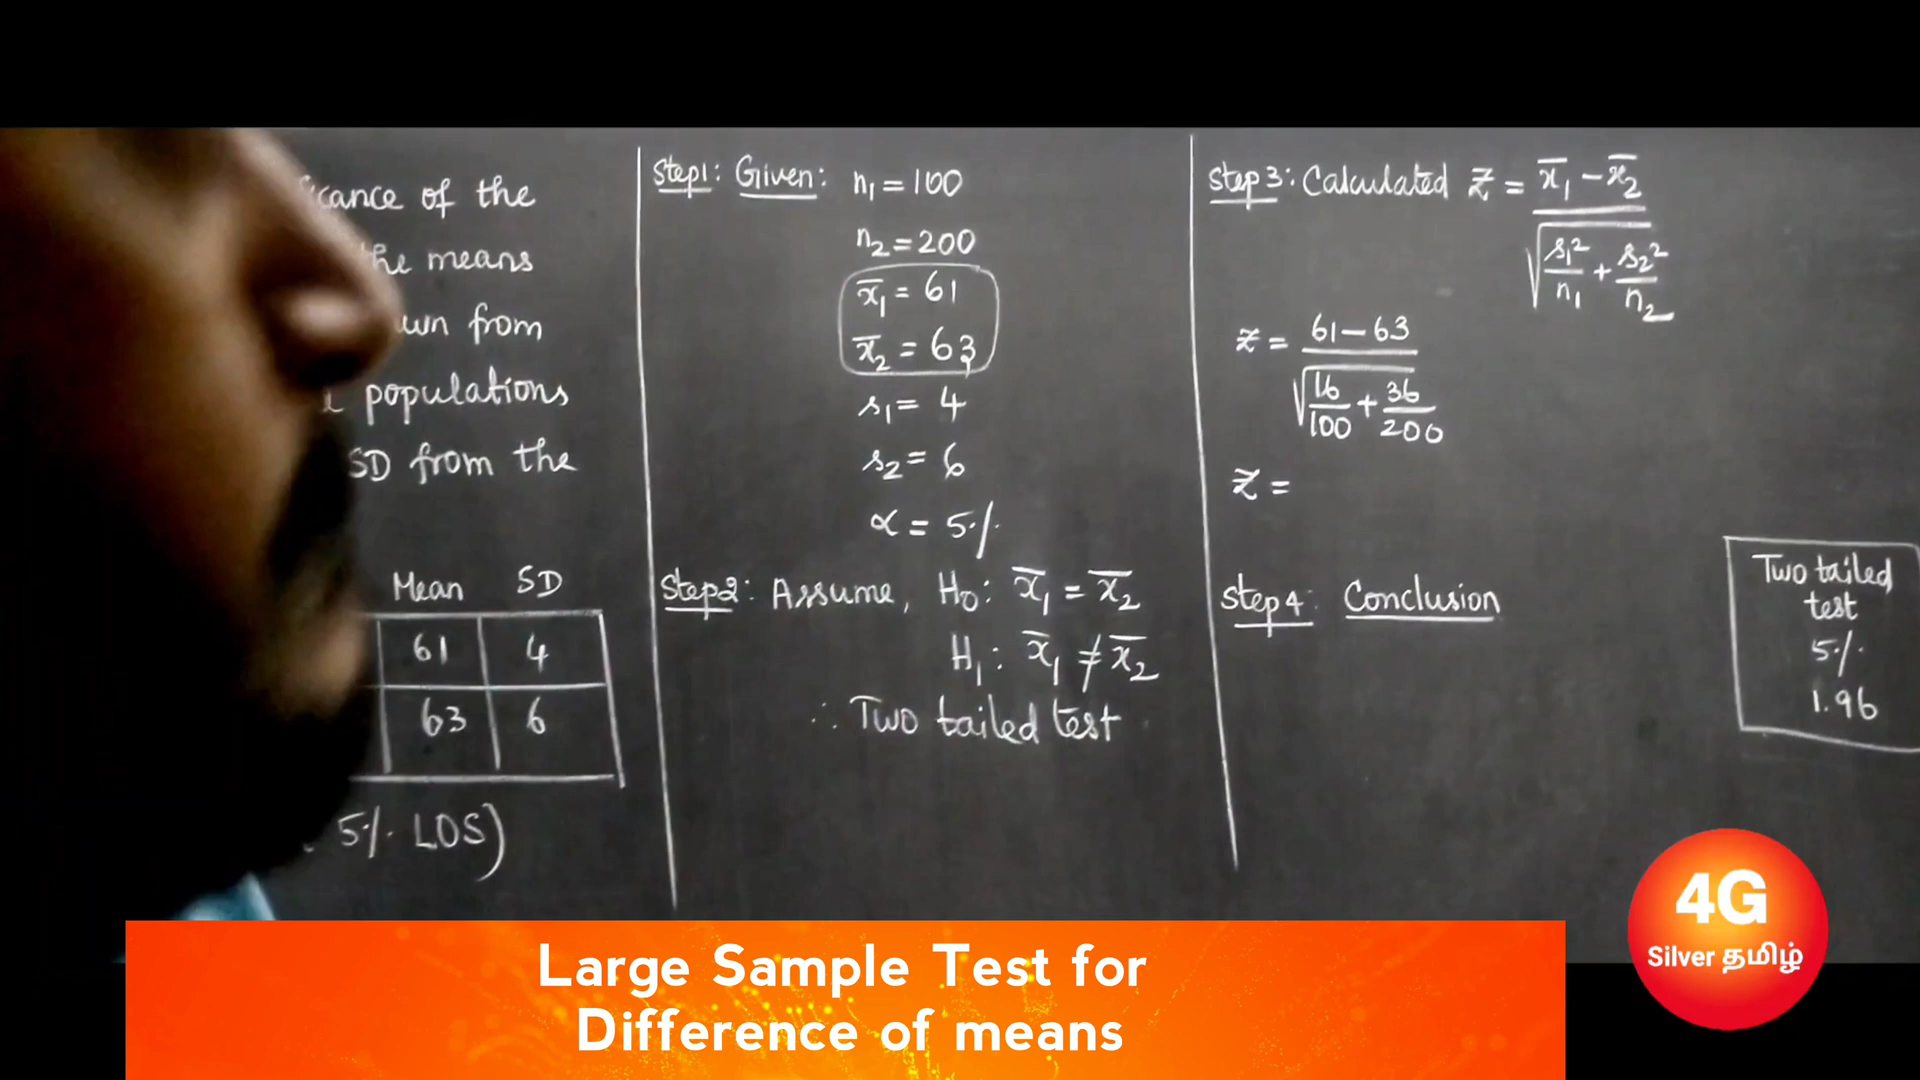 cance of the
the means
wn from
populations
SD from the
Mean SD
61 4
63 6
5% LOS)
Step1: Given: n₁ = 100
n₂ = 200
x̄₁ = 61
x̄₂ = 63
s₁ = 4
s₂ = 6
α = 5%
Step2: Assume, H₀: x̄₁ = x̄₂
H₁: x̄₁ ≠ x̄₂
∴ Two tailed test
Step3: Calculated z = (x̄₁ - x̄₂) / √(s₁²/n₁ + s₂²/n₂)
z = (61 - 63) / √(16/100 + 36/200)
z =
Step4: Conclusion
Two tailed
test
5%
1.96
4G
Silver தமிழ்
Large Sample Test for
Difference of means